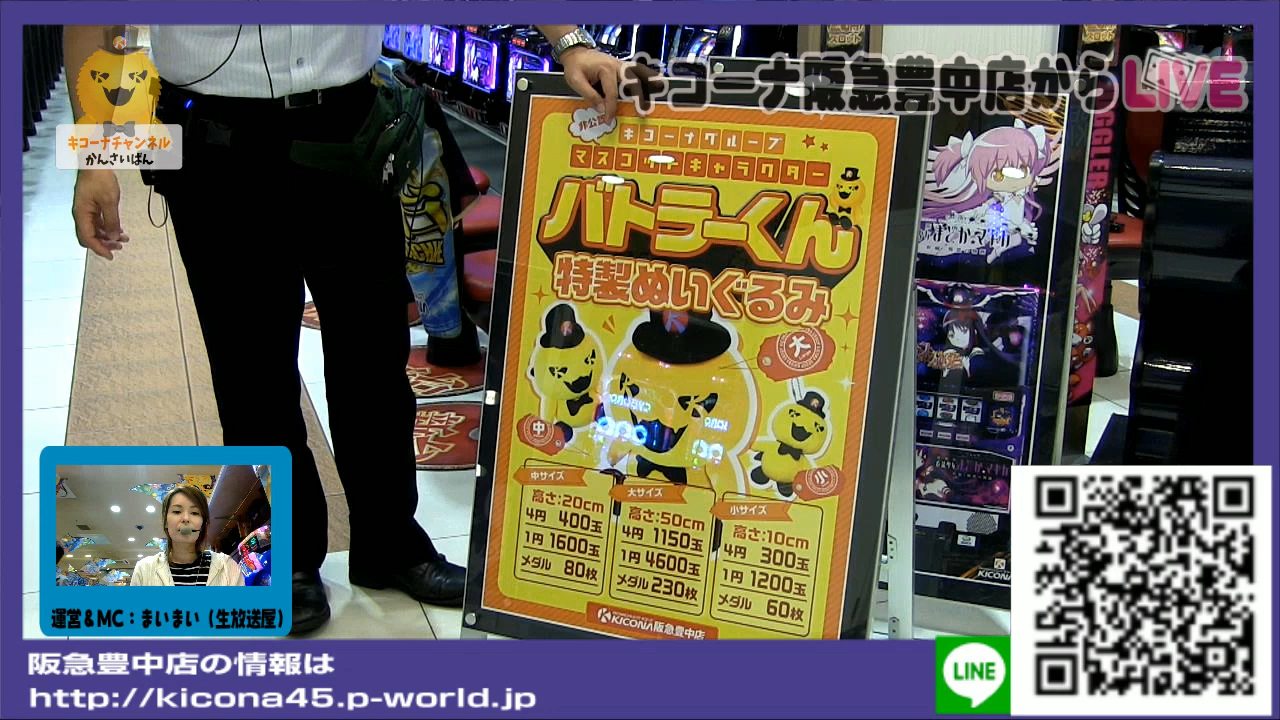 キコーナ阪急豊中店からLIVE
キコーナチャンネル
かんさいばん
非公認
キコーナグループ
マスコットキャラクター
バトラーくん
特製ぬいぐるみ
大
中
小
中サイズ
高さ:20cm
4円 400玉
1円 1600玉
メダル 80枚
大サイズ
高さ:50cm
4円 1150玉
1円 4600玉
メダル 230枚
小サイズ
高さ:10cm
4円 300玉
1円 1200玉
メダル 60枚
KICONA阪急豊中店
KICONA
運営&MC:まいまい(生放送屋)
阪急豊中店の情報は
http://kicona45.p-world.jp
LINE